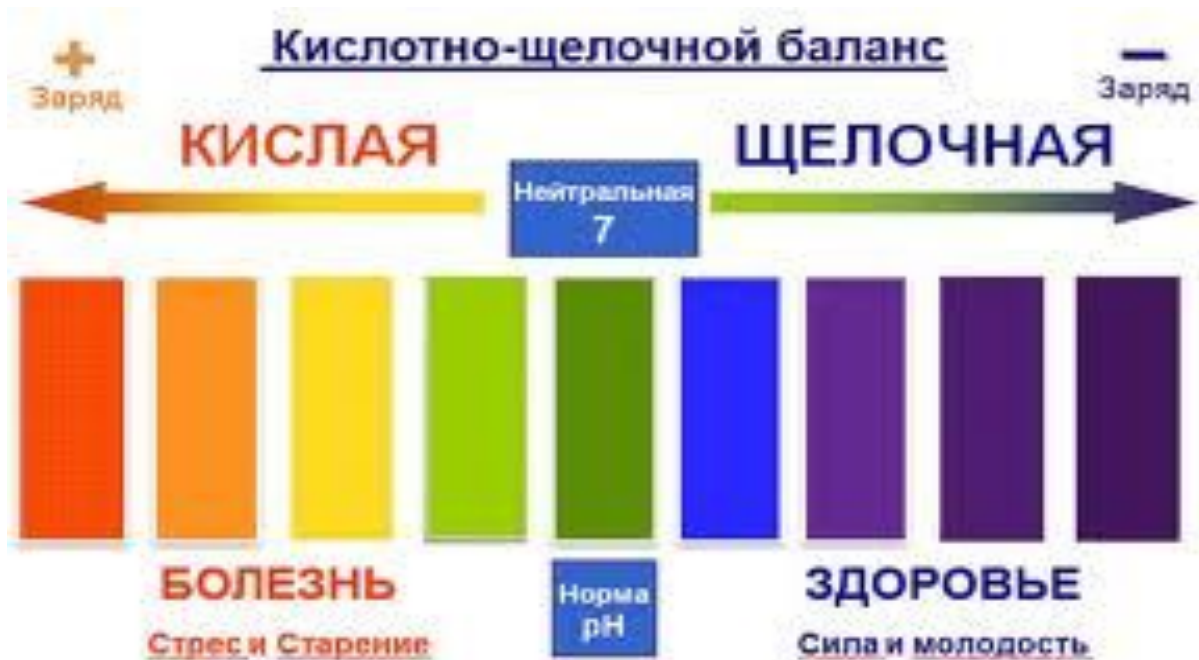 Кислотно-щелочной баланс
+
Заряд
–
Заряд
КИСЛАЯ
Нейтральная
7
ЩЕЛОЧНАЯ
БОЛЕЗНЬ
Стрес и Старение
Норма
pH
ЗДОРОВЬЕ
Сила и молодость